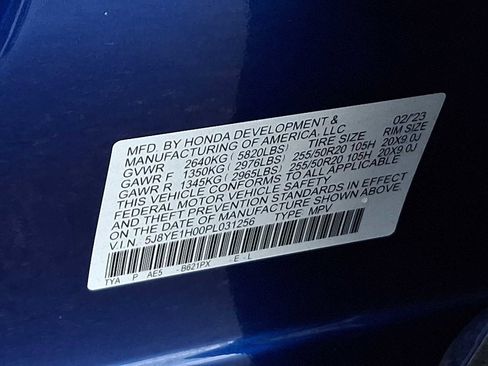 MFD. BY HONDA DEVELOPMENT & 02/'23
MANUFACTURING OF AMERICA, LLC TIRE SIZE RIM SIZE
GVWR 2640KG ( 5820LBS)
GAWR F 1350KG ( 2976LBS) 255/50R20 105H 20X9.0J
GAWR R 1345KG ( 2965LBS) 255/50R20 105H 20X9.0J
THIS VEHICLE CONFORMS TO ALL APPLICABLE
FEDERAL MOTOR VEHICLE SAFETY
AND THEFT PREVENTION STANDARDS IN EFFECT
ON THE DATE OF MANUFACTURE SHOWN ABOVE.
V.I.N. 5J8YE1H00PL031256 TYPE MPV
TYA P AE5 -B621PX E-L